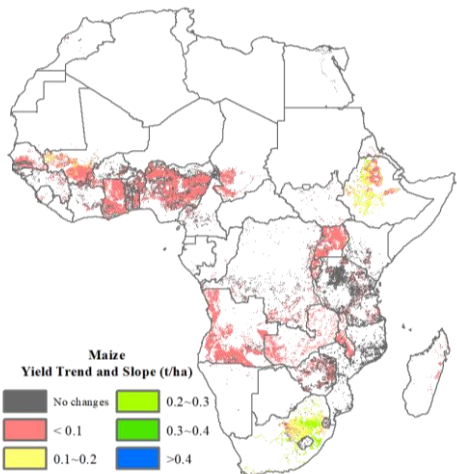 Maize
Yield Trend and Slope (t/ha)
No changes
0.2~0.3
< 0.1
0.3~0.4
0.1~0.2
>0.4